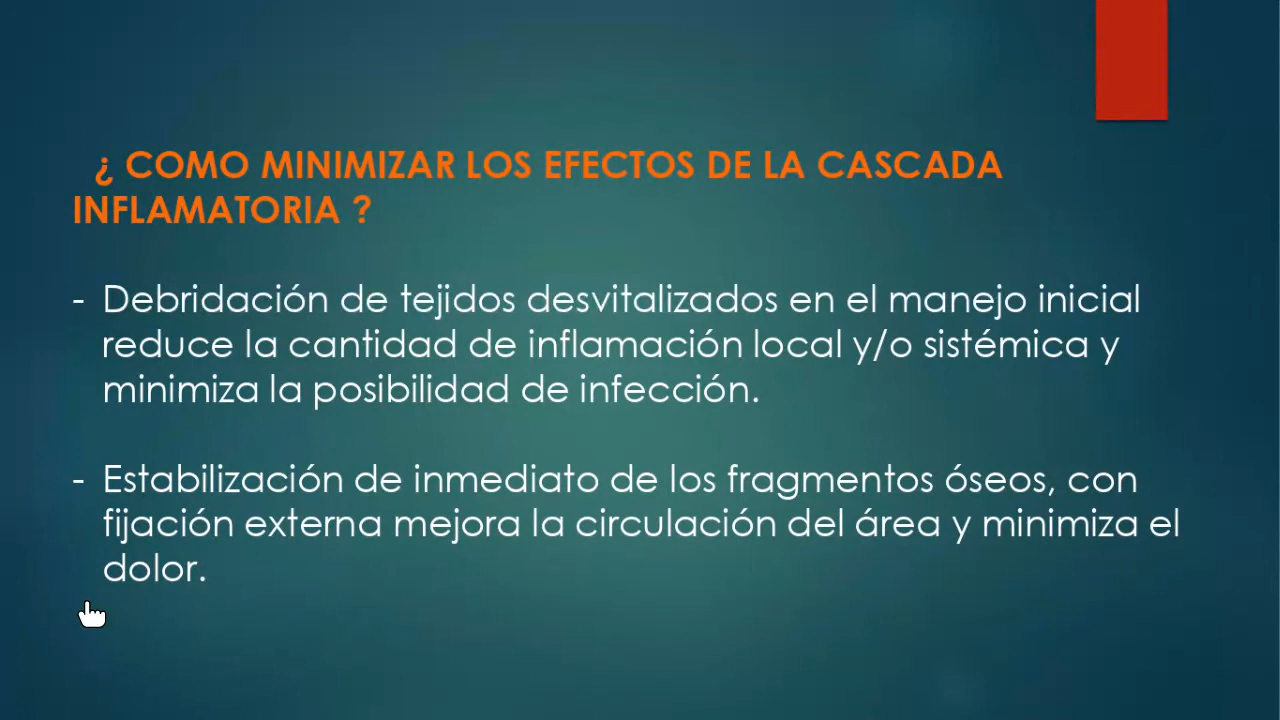 ¿ COMO MINIMIZAR LOS EFECTOS DE LA CASCADA
INFLAMATORIA ?
- Debridación de tejidos desvitalizados en el manejo inicial
reduce la cantidad de inflamación local y/o sistémica y
minimiza la posibilidad de infección.
- Estabilización de inmediato de los fragmentos óseos, con
fijación externa mejora la circulación del área y minimiza el
dolor.